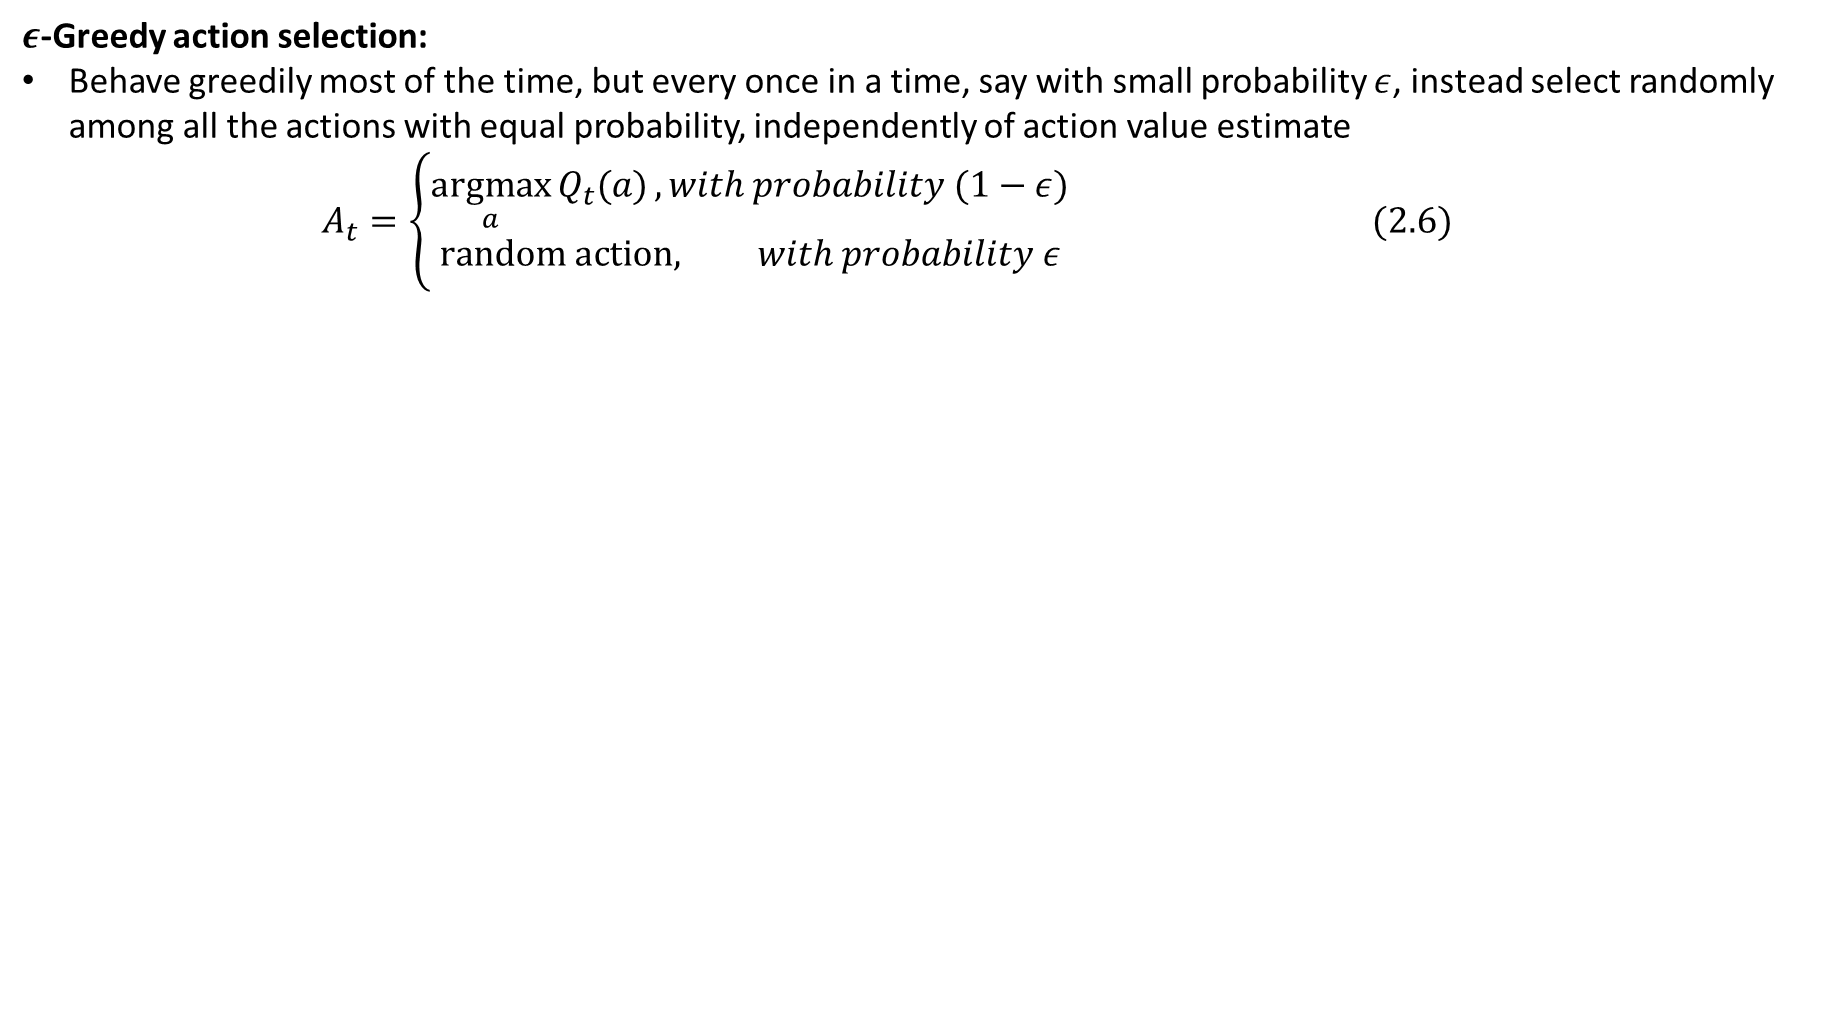 ϵ-Greedy action selection:
• Behave greedily most of the time, but every once in a time, say with small probability ϵ, instead select randomly
among all the actions with equal probability, independently of action value estimate
A_t = { argmax_a Q_t(a) , with probability (1 − ϵ)
random action, with probability ϵ (2.6)